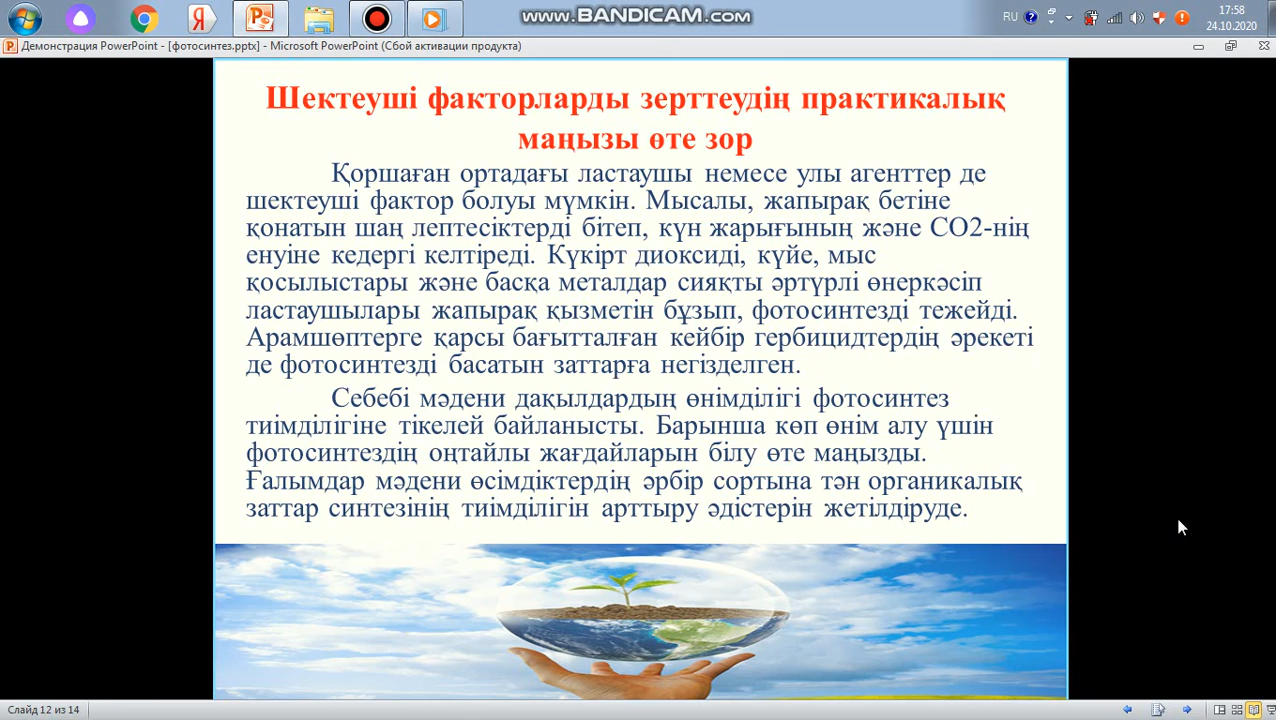 www.BANDICAM.com
RU
17:58
24.10.2020
Демонстрация PowerPoint - [фотосинтез.pptx] - Microsoft PowerPoint (Сбой активации продукта)
Шектеуші факторларды зерттеудің практикалық
маңызы өте зор
Қоршаған ортадағы ластаушы немесе улы агенттер де
шектеуші фактор болуы мүмкін. Мысалы, жапырақ бетіне
қонатын шаң лептесіктерді бітеп, күн жарығының және СО2-нің
енуіне кедергі келтіреді. Күкірт диоксиді, күйе, мыс
қосылыстары және басқа металдар сияқты әртүрлі өнеркәсіп
ластаушылары жапырақ қызметін бұзып, фотосинтезді тежейді.
Арамшөптерге қарсы бағытталған кейбір гербицидтердің әрекеті
де фотосинтезді басатын заттарға негізделген.
Себебі мәдени дақылдардың өнімділігі фотосинтез
тиімділігіне тікелей байланысты. Барынша көп өнім алу үшін
фотосинтездің оңтайлы жағдайларын білу өте маңызды.
Ғалымдар мәдени өсімдіктердің әрбір сортына тән органикалық
заттар синтезінің тиімділігін арттыру әдістерін жетілдіруде.
Слайд 12 из 14